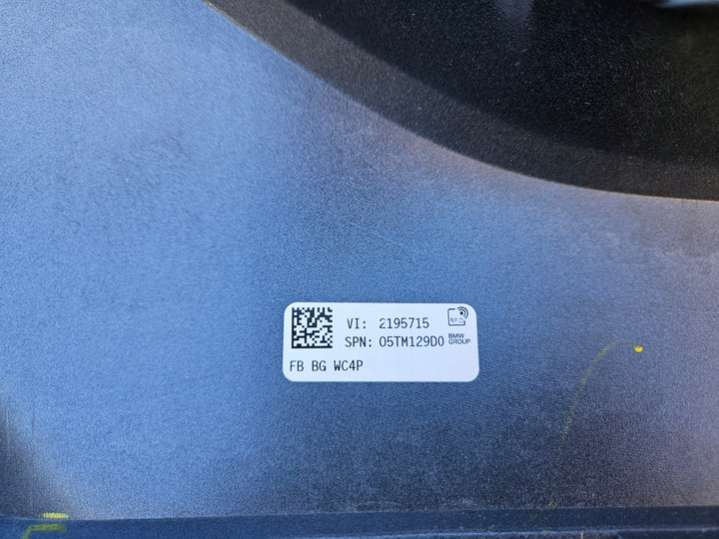 VI: 2195715
SPN: 05TM129D0
BMW
GROUP
FB BG WC4P